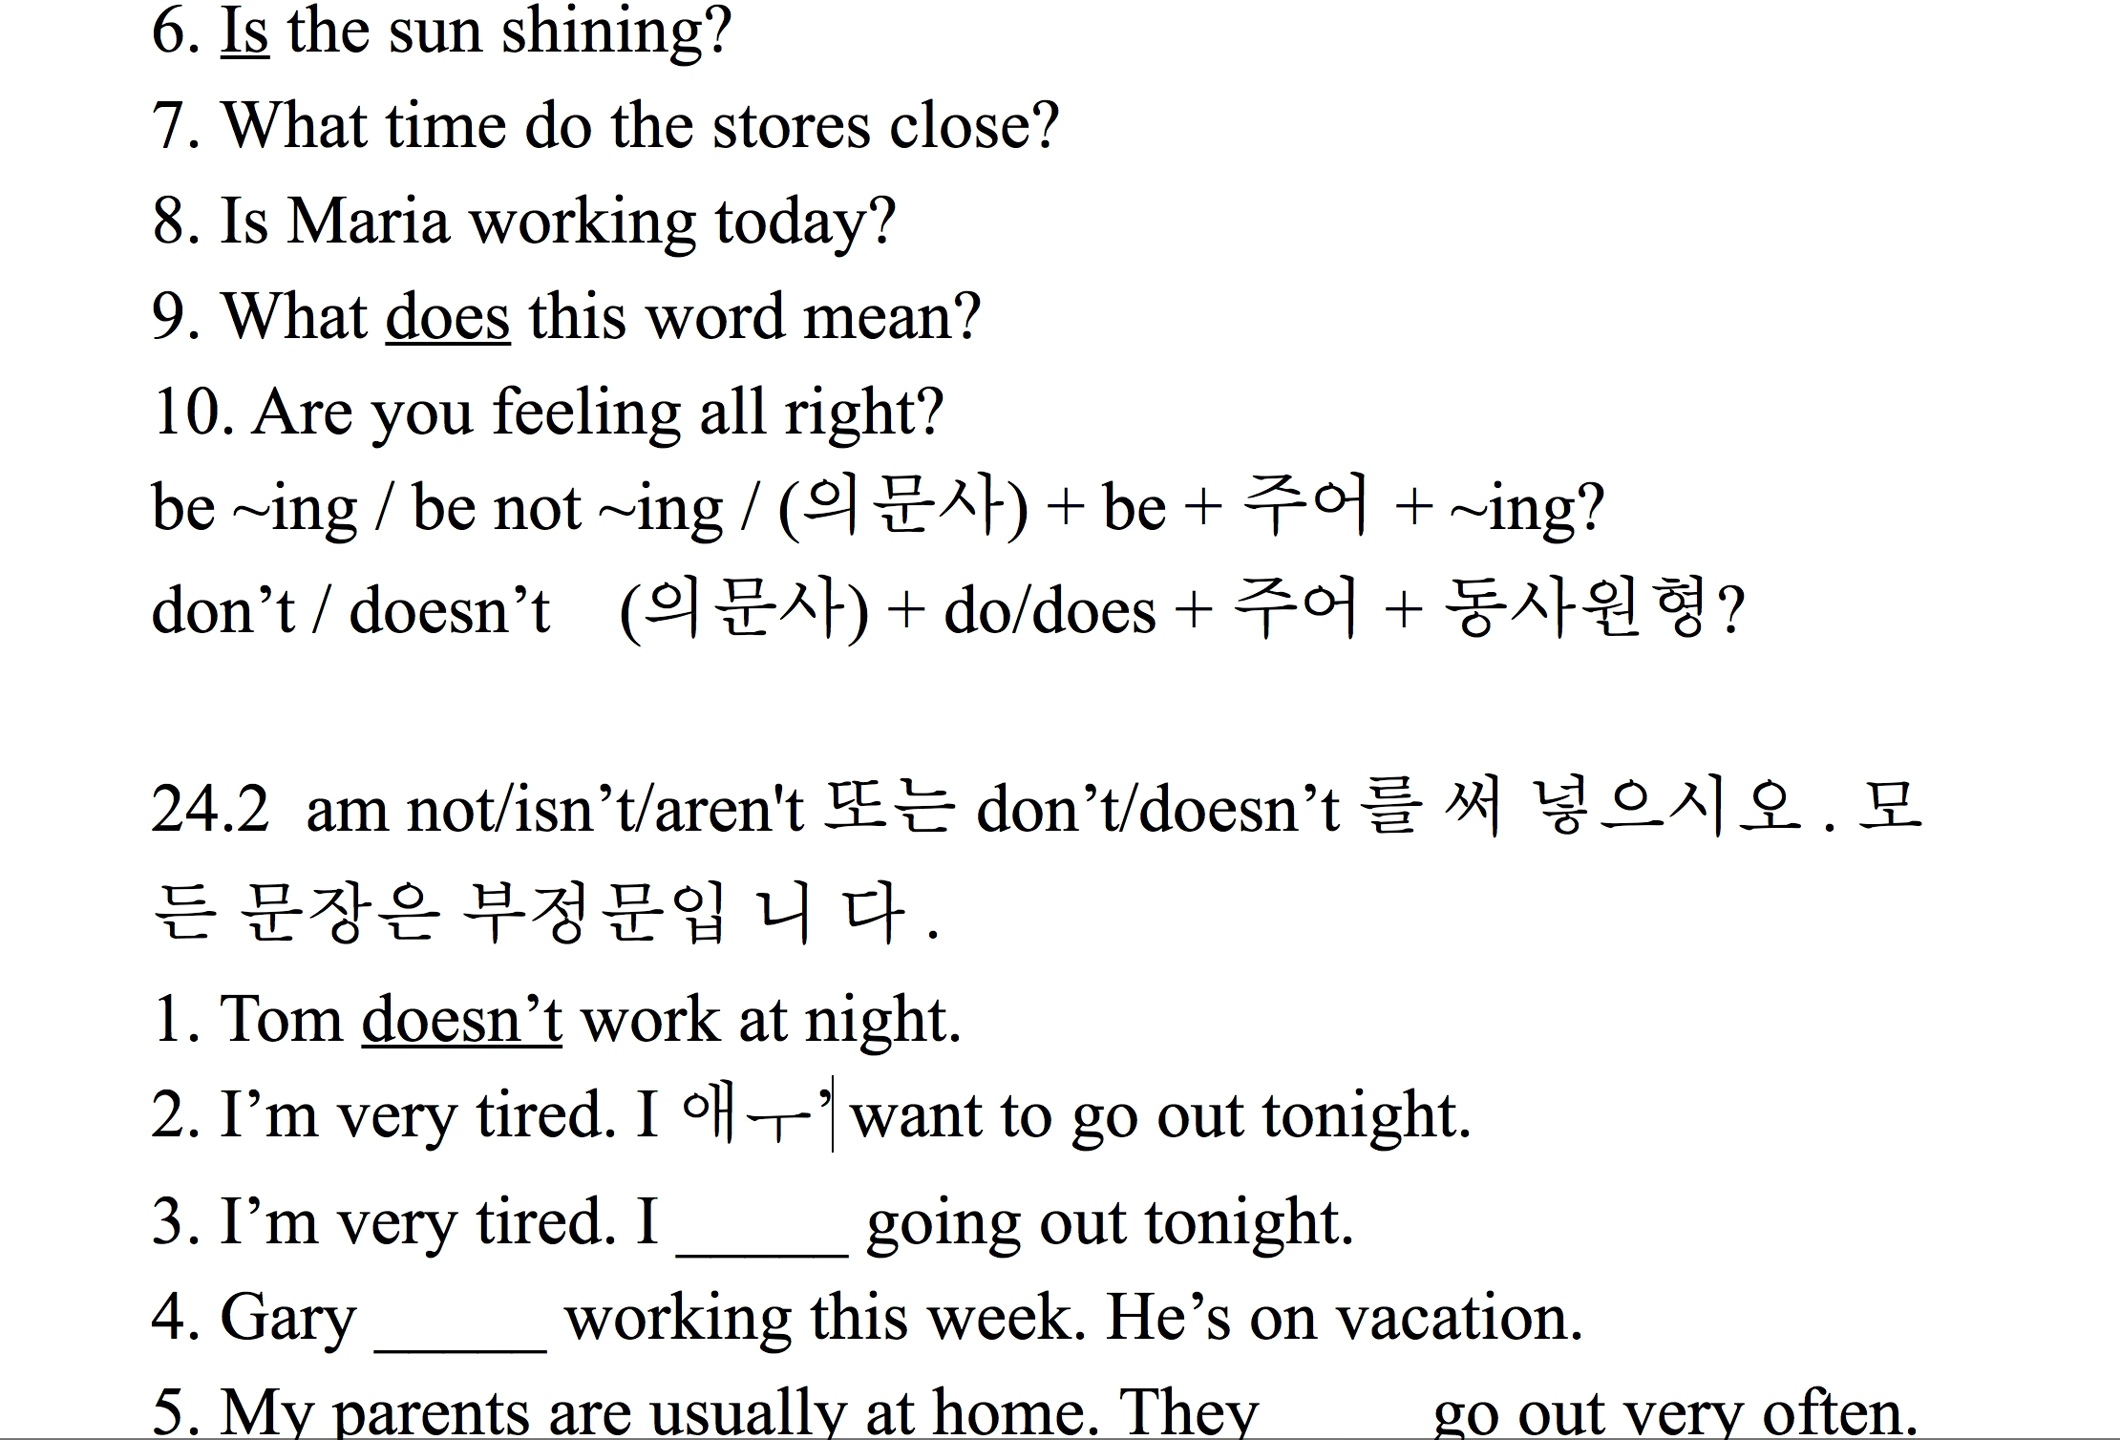 6. Is the sun shining?
7. What time do the stores close?
8. Is Maria working today?
9. What does this word mean?
10. Are you feeling all right?
be ~ing / be not ~ing / (의문사) + be + 주어 + ~ing?
don’t / doesn’t (의문사) + do/does + 주어 + 동사원형?
24.2 am not/isn’t/aren't 또는 don’t/doesn’t 를 써 넣으시오 . 모
든 문장은 부정문입 니 다 .
1. Tom doesn’t work at night.
2. I’m very tired. I 애ㅜ’ want to go out tonight.
3. I’m very tired. I _____ going out tonight.
4. Gary _____ working this week. He’s on vacation.
5. My parents are usually at home. They _____ go out very often.